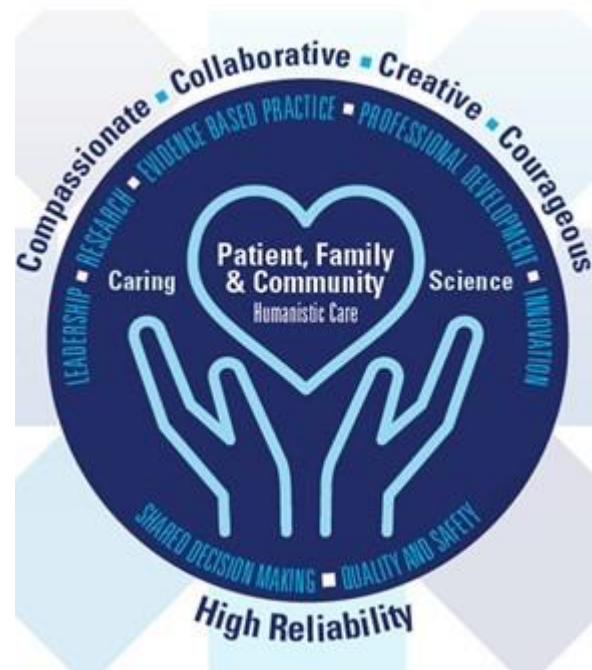 Compassionate ▪ Collaborative ▪ Creative ▪ Courageous
LEADERSHIP ▪ RESEARCH ▪ EVIDENCE BASED PRACTICE ▪ PROFESSIONAL DEVELOPMENT ▪ INNOVATION
Patient, Family
& Community
Humanistic Care
Caring
Science
SHARED DECISION MAKING ▪ QUALITY AND SAFETY
High Reliability